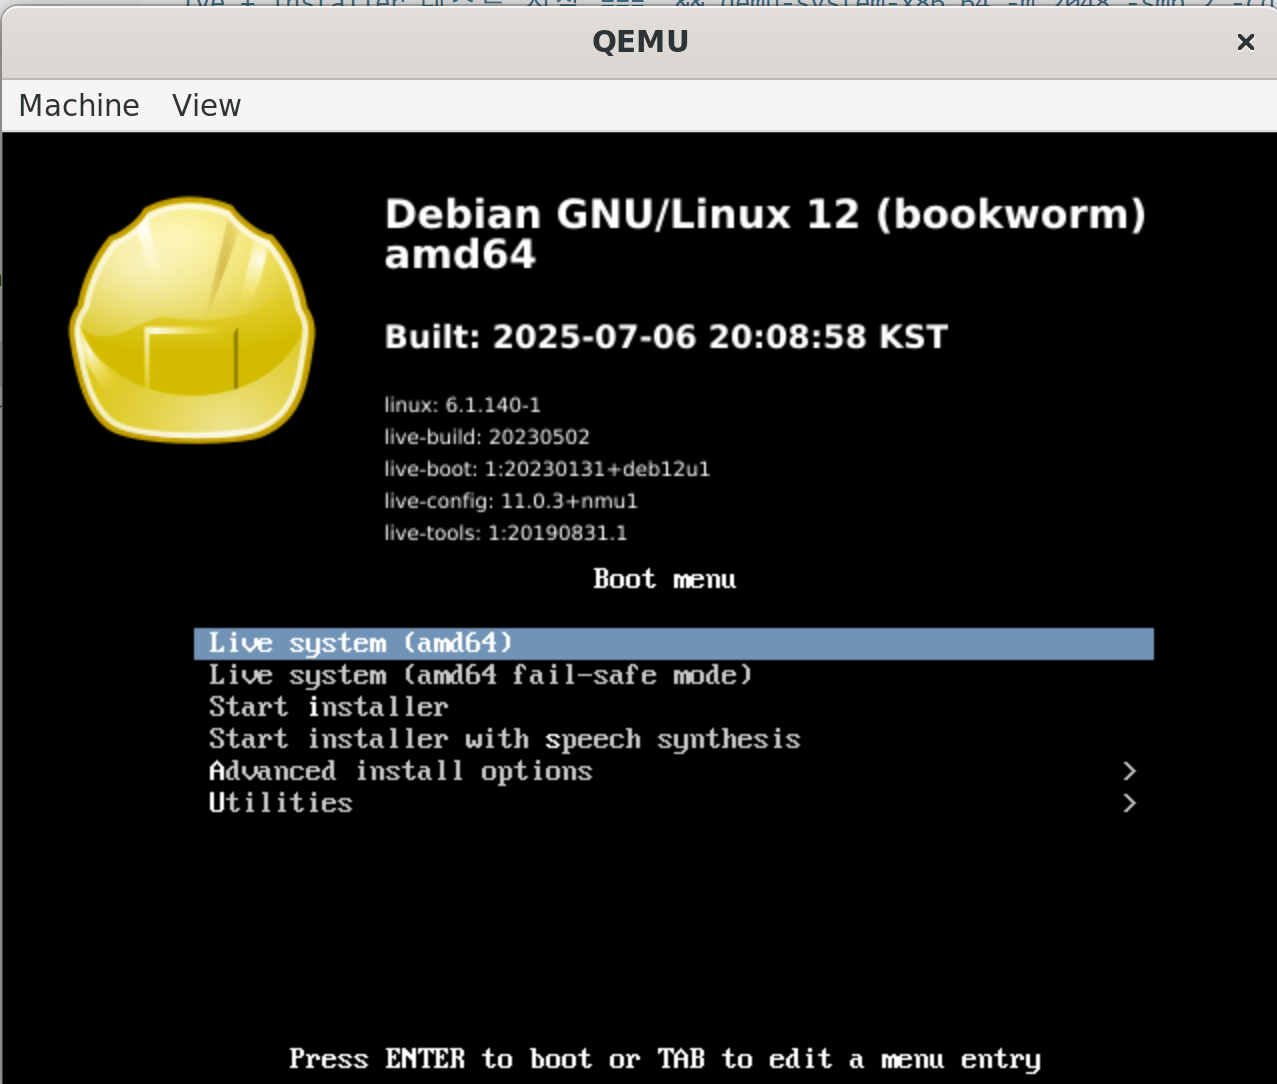 QEMU
Machine View
Debian GNU/Linux 12 (bookworm)
amd64
Built: 2025-07-06 20:08:58 KST
linux: 6.1.140-1
live-build: 20230502
live-boot: 1:20230131+deb12u1
live-config: 11.0.3+nmu1
live-tools: 1:20190831.1
Boot menu
Live system (amd64)
Live system (amd64 fail-safe mode)
Start installer
Start installer with speech synthesis
Advanced install options >
Utilities >
Press ENTER to boot or TAB to edit a menu entry